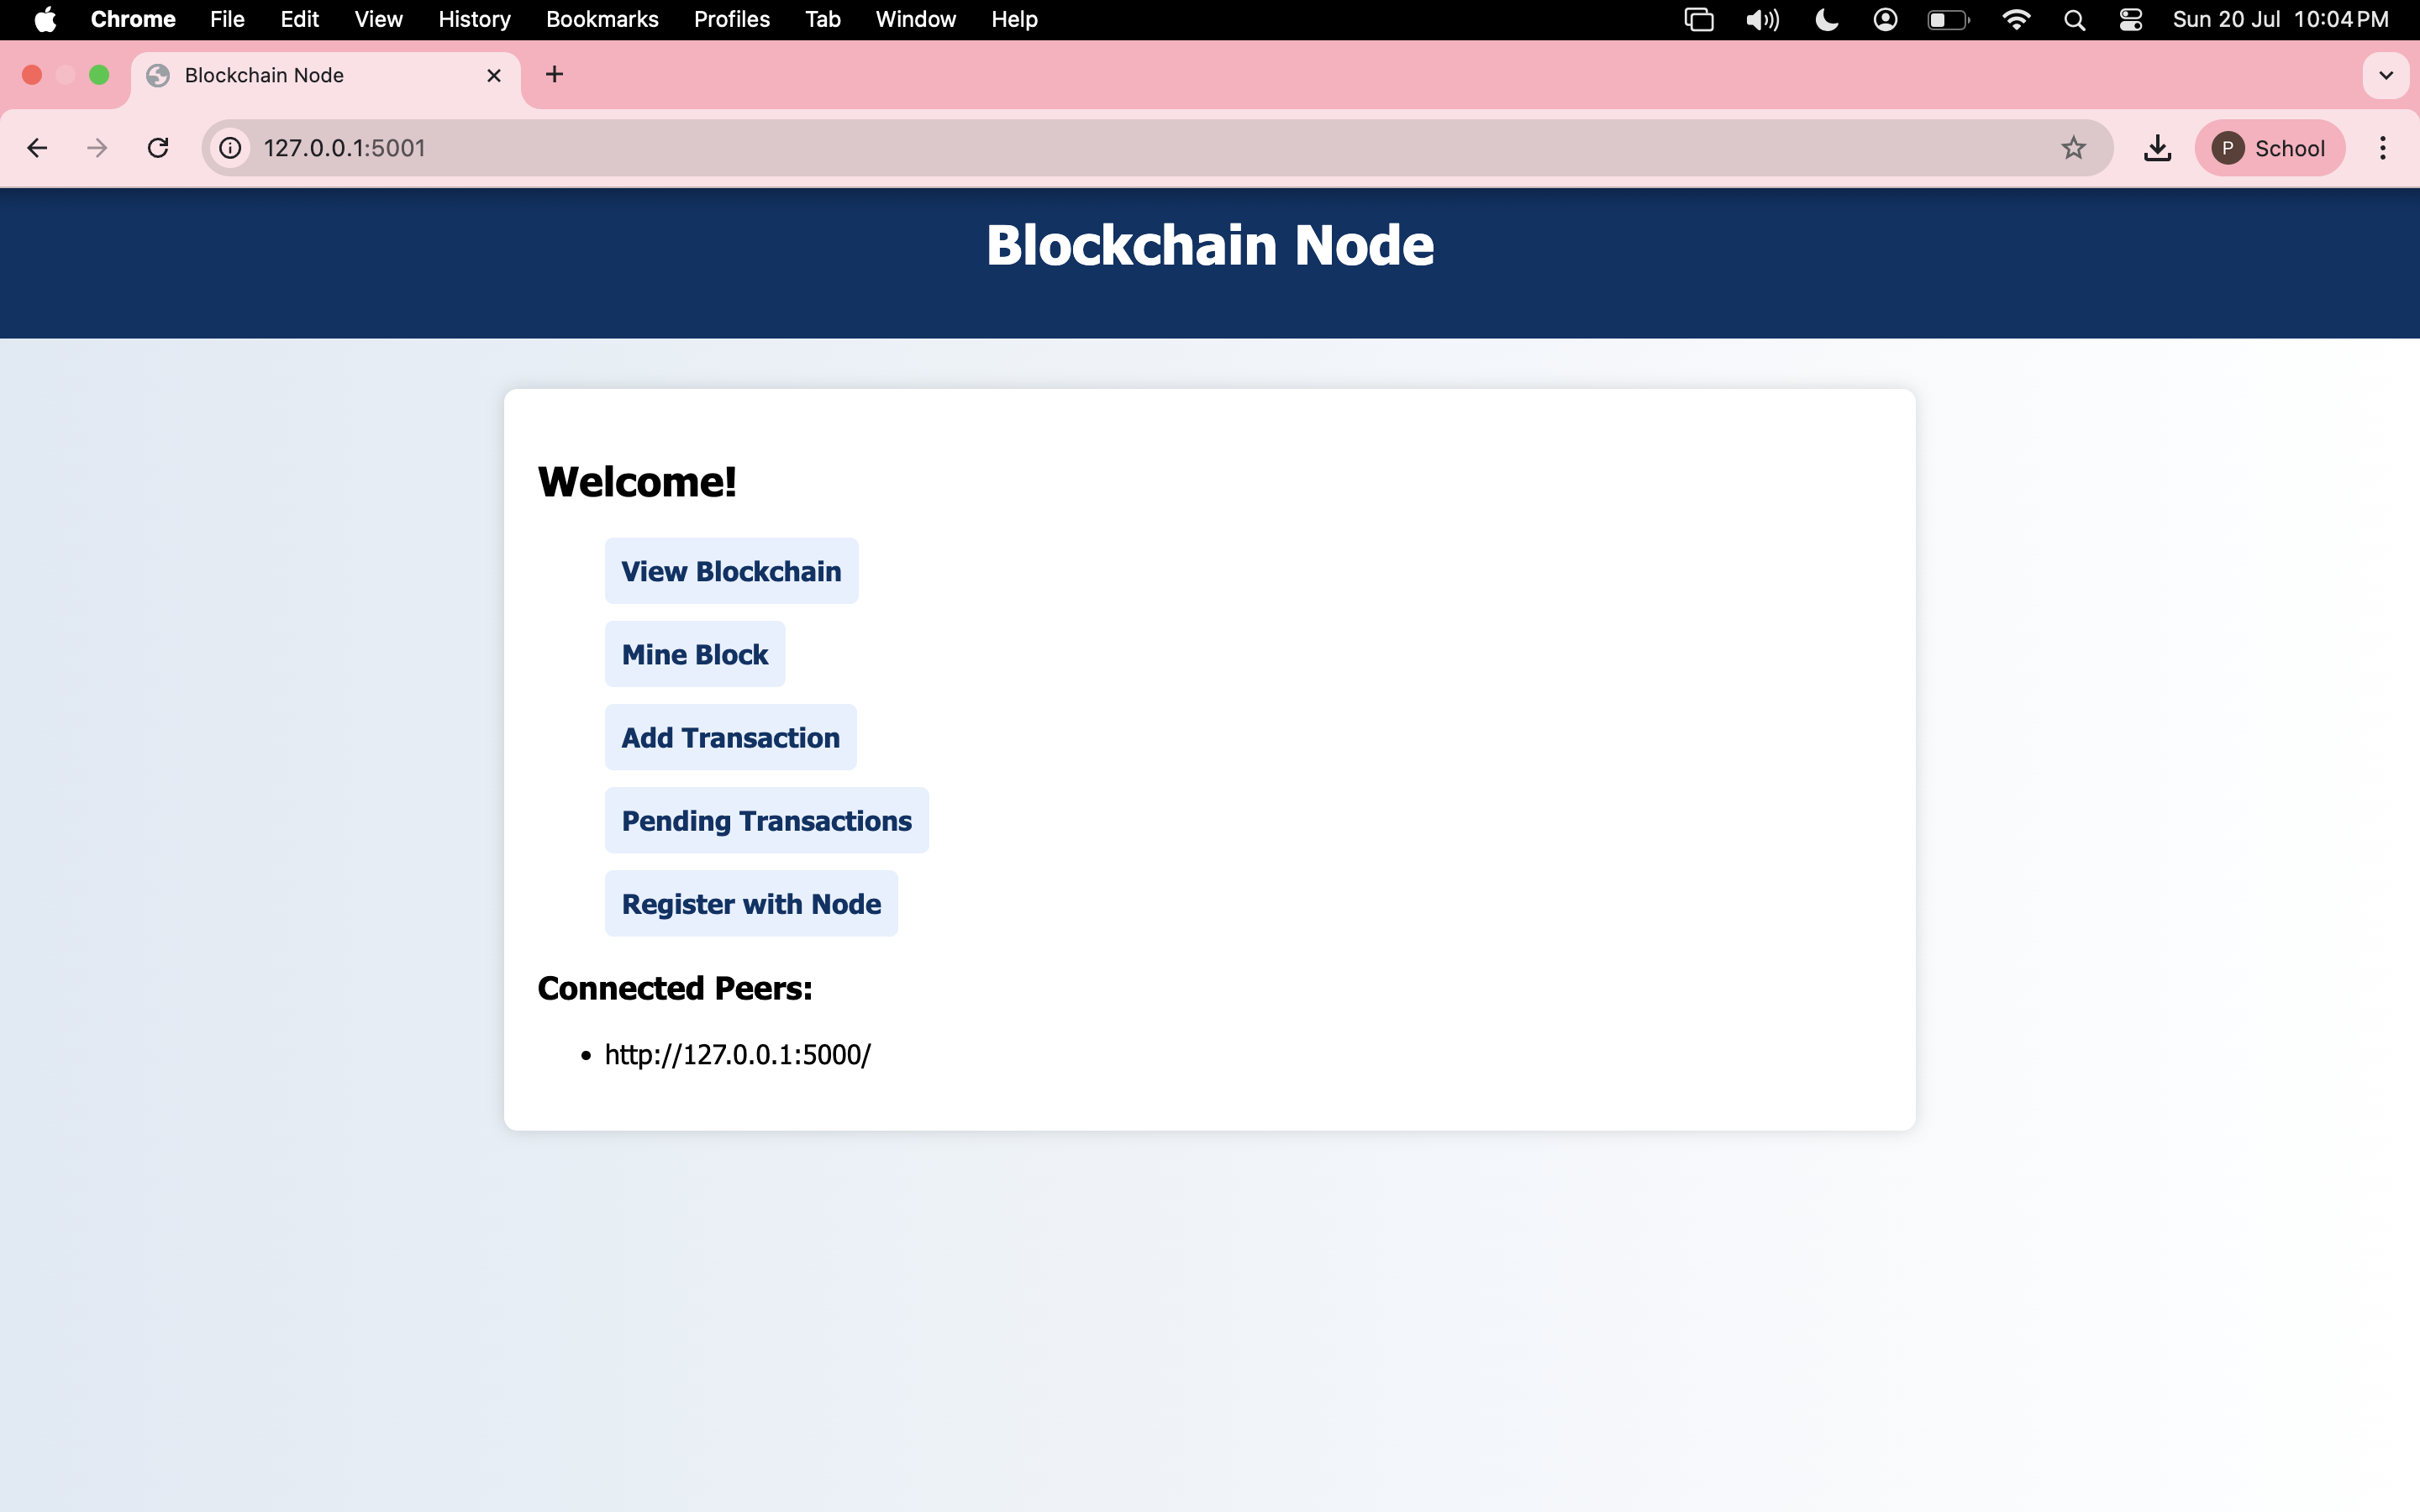 Chrome File Edit View History Bookmarks Profiles Tab Window Help Sun 20 Jul 10:04 PM
Blockchain Node
127.0.0.1:5001
P School
Blockchain Node
Welcome!
View Blockchain
Mine Block
Add Transaction
Pending Transactions
Register with Node
Connected Peers:
• http://127.0.0.1:5000/